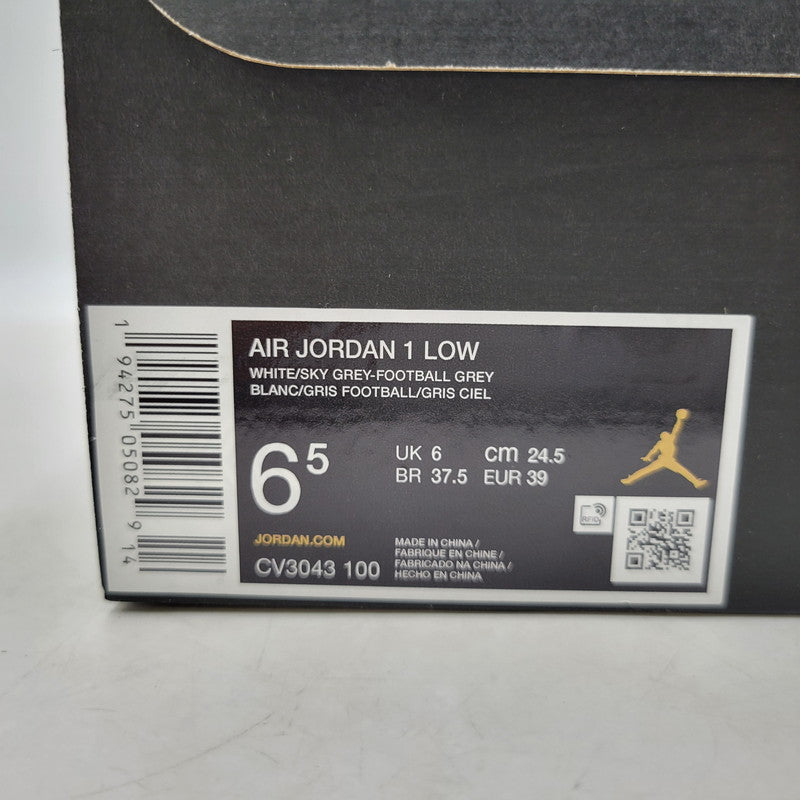 AIR JORDAN 1 LOW
WHITE/SKY GREY-FOOTBALL GREY
BLANC/GRIS FOOTBALL/GRIS CIEL
6 5
UK 6 cm 24.5
BR 37.5 EUR 39
JORDAN.COM
CV3043 100
MADE IN CHINA /
FABRIQUE EN CHINE /
FABRICADO NA CHINA /
HECHO EN CHINA
RFID
1 94275 05082 9 14